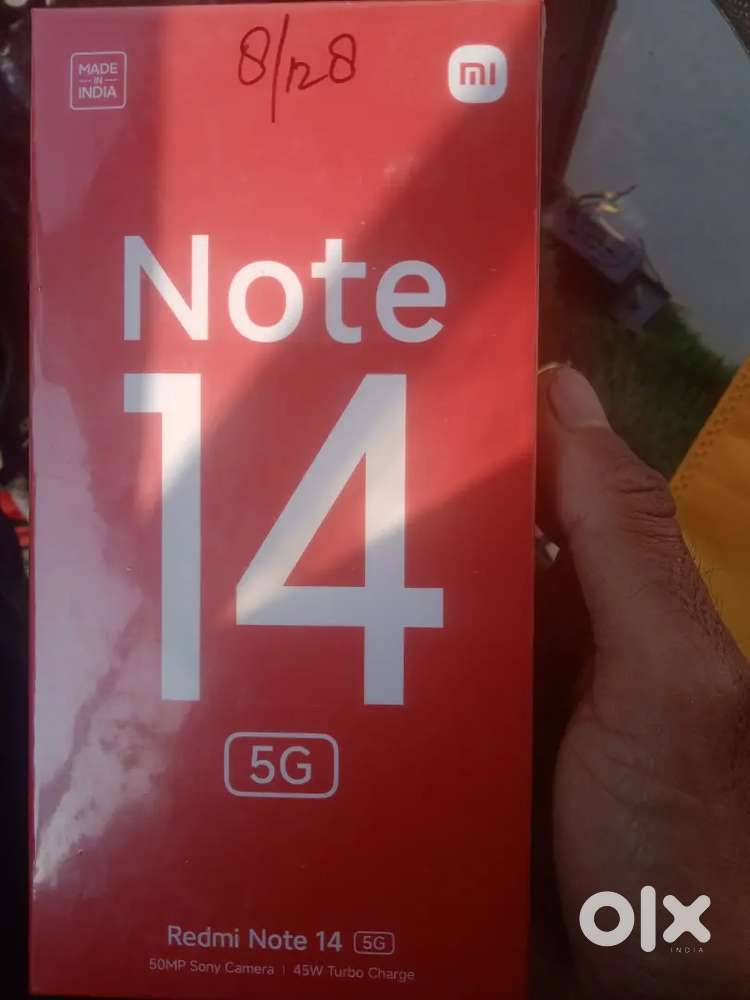 8/128
MADE
IN
INDIA
mi
Note
14
5G
Redmi Note 14 5G
50MP Sony Camera | 45W Turbo Charge
olx
INDIA